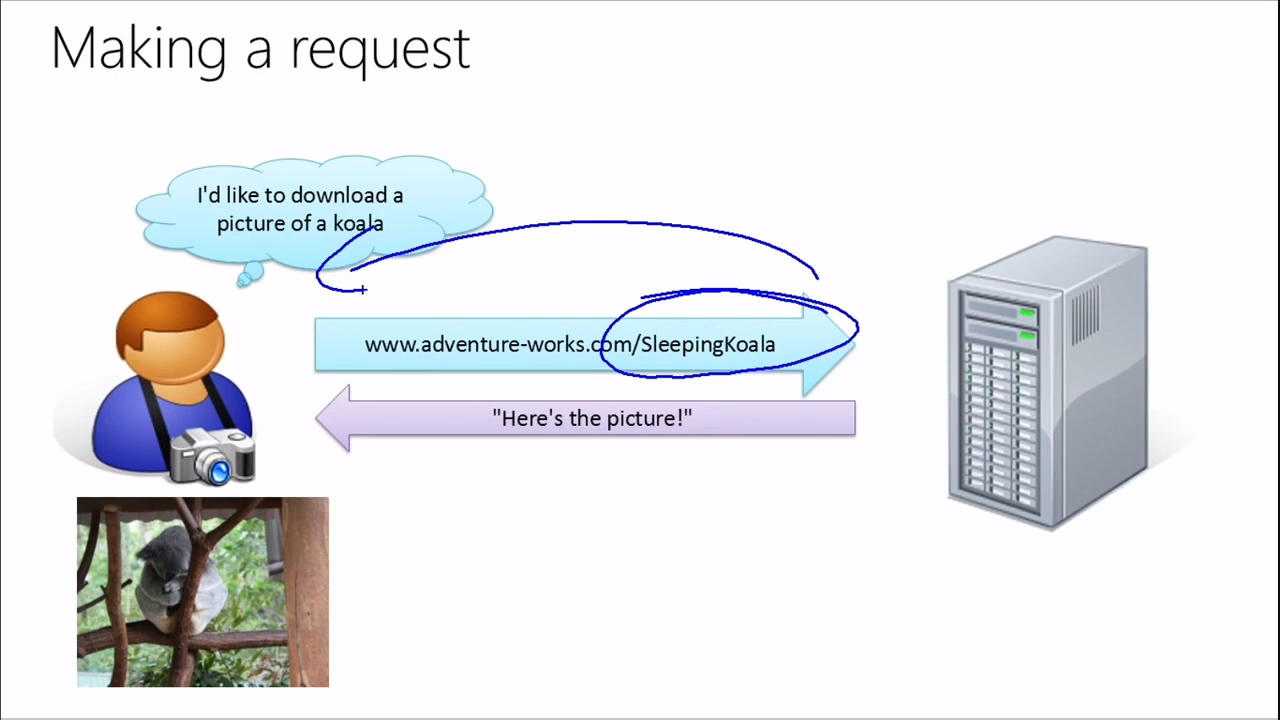 Making a request
I'd like to download a
picture of a koala
www.adventure-works.com/SleepingKoala
"Here's the picture!"